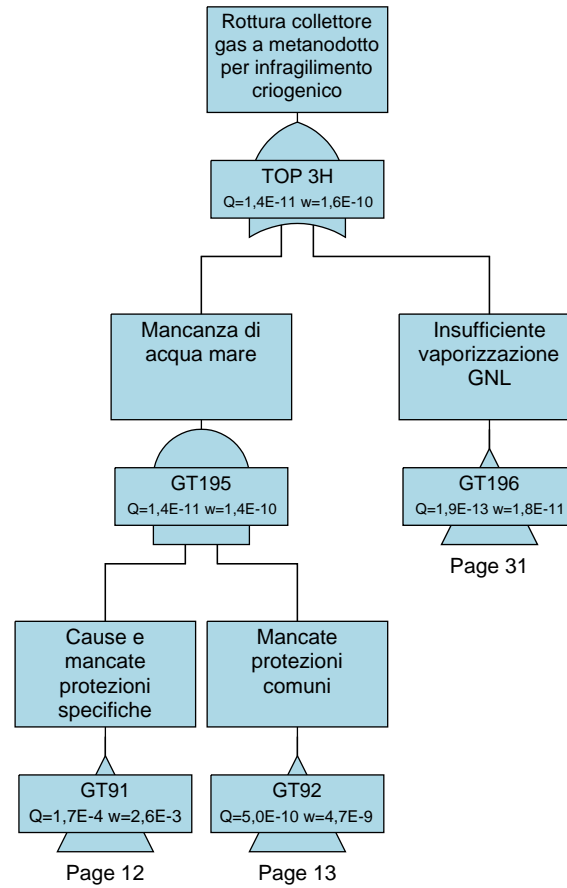 Rottura collettore
gas a metanodotto
per infragilimento
criogenico
TOP 3H
Q=1,4E-11 w=1,6E-10
Mancanza di
acqua mare
Insufficiente
vaporizzazione
GNL
GT195
Q=1,4E-11 w=1,4E-10
GT196
Q=1,9E-13 w=1,8E-11
Page 31
Cause e
mancate
protezioni
specifiche
Mancate
protezioni
comuni
GT91
Q=1,7E-4 w=2,6E-3
GT92
Q=5,0E-10 w=4,7E-9
Page 12
Page 13